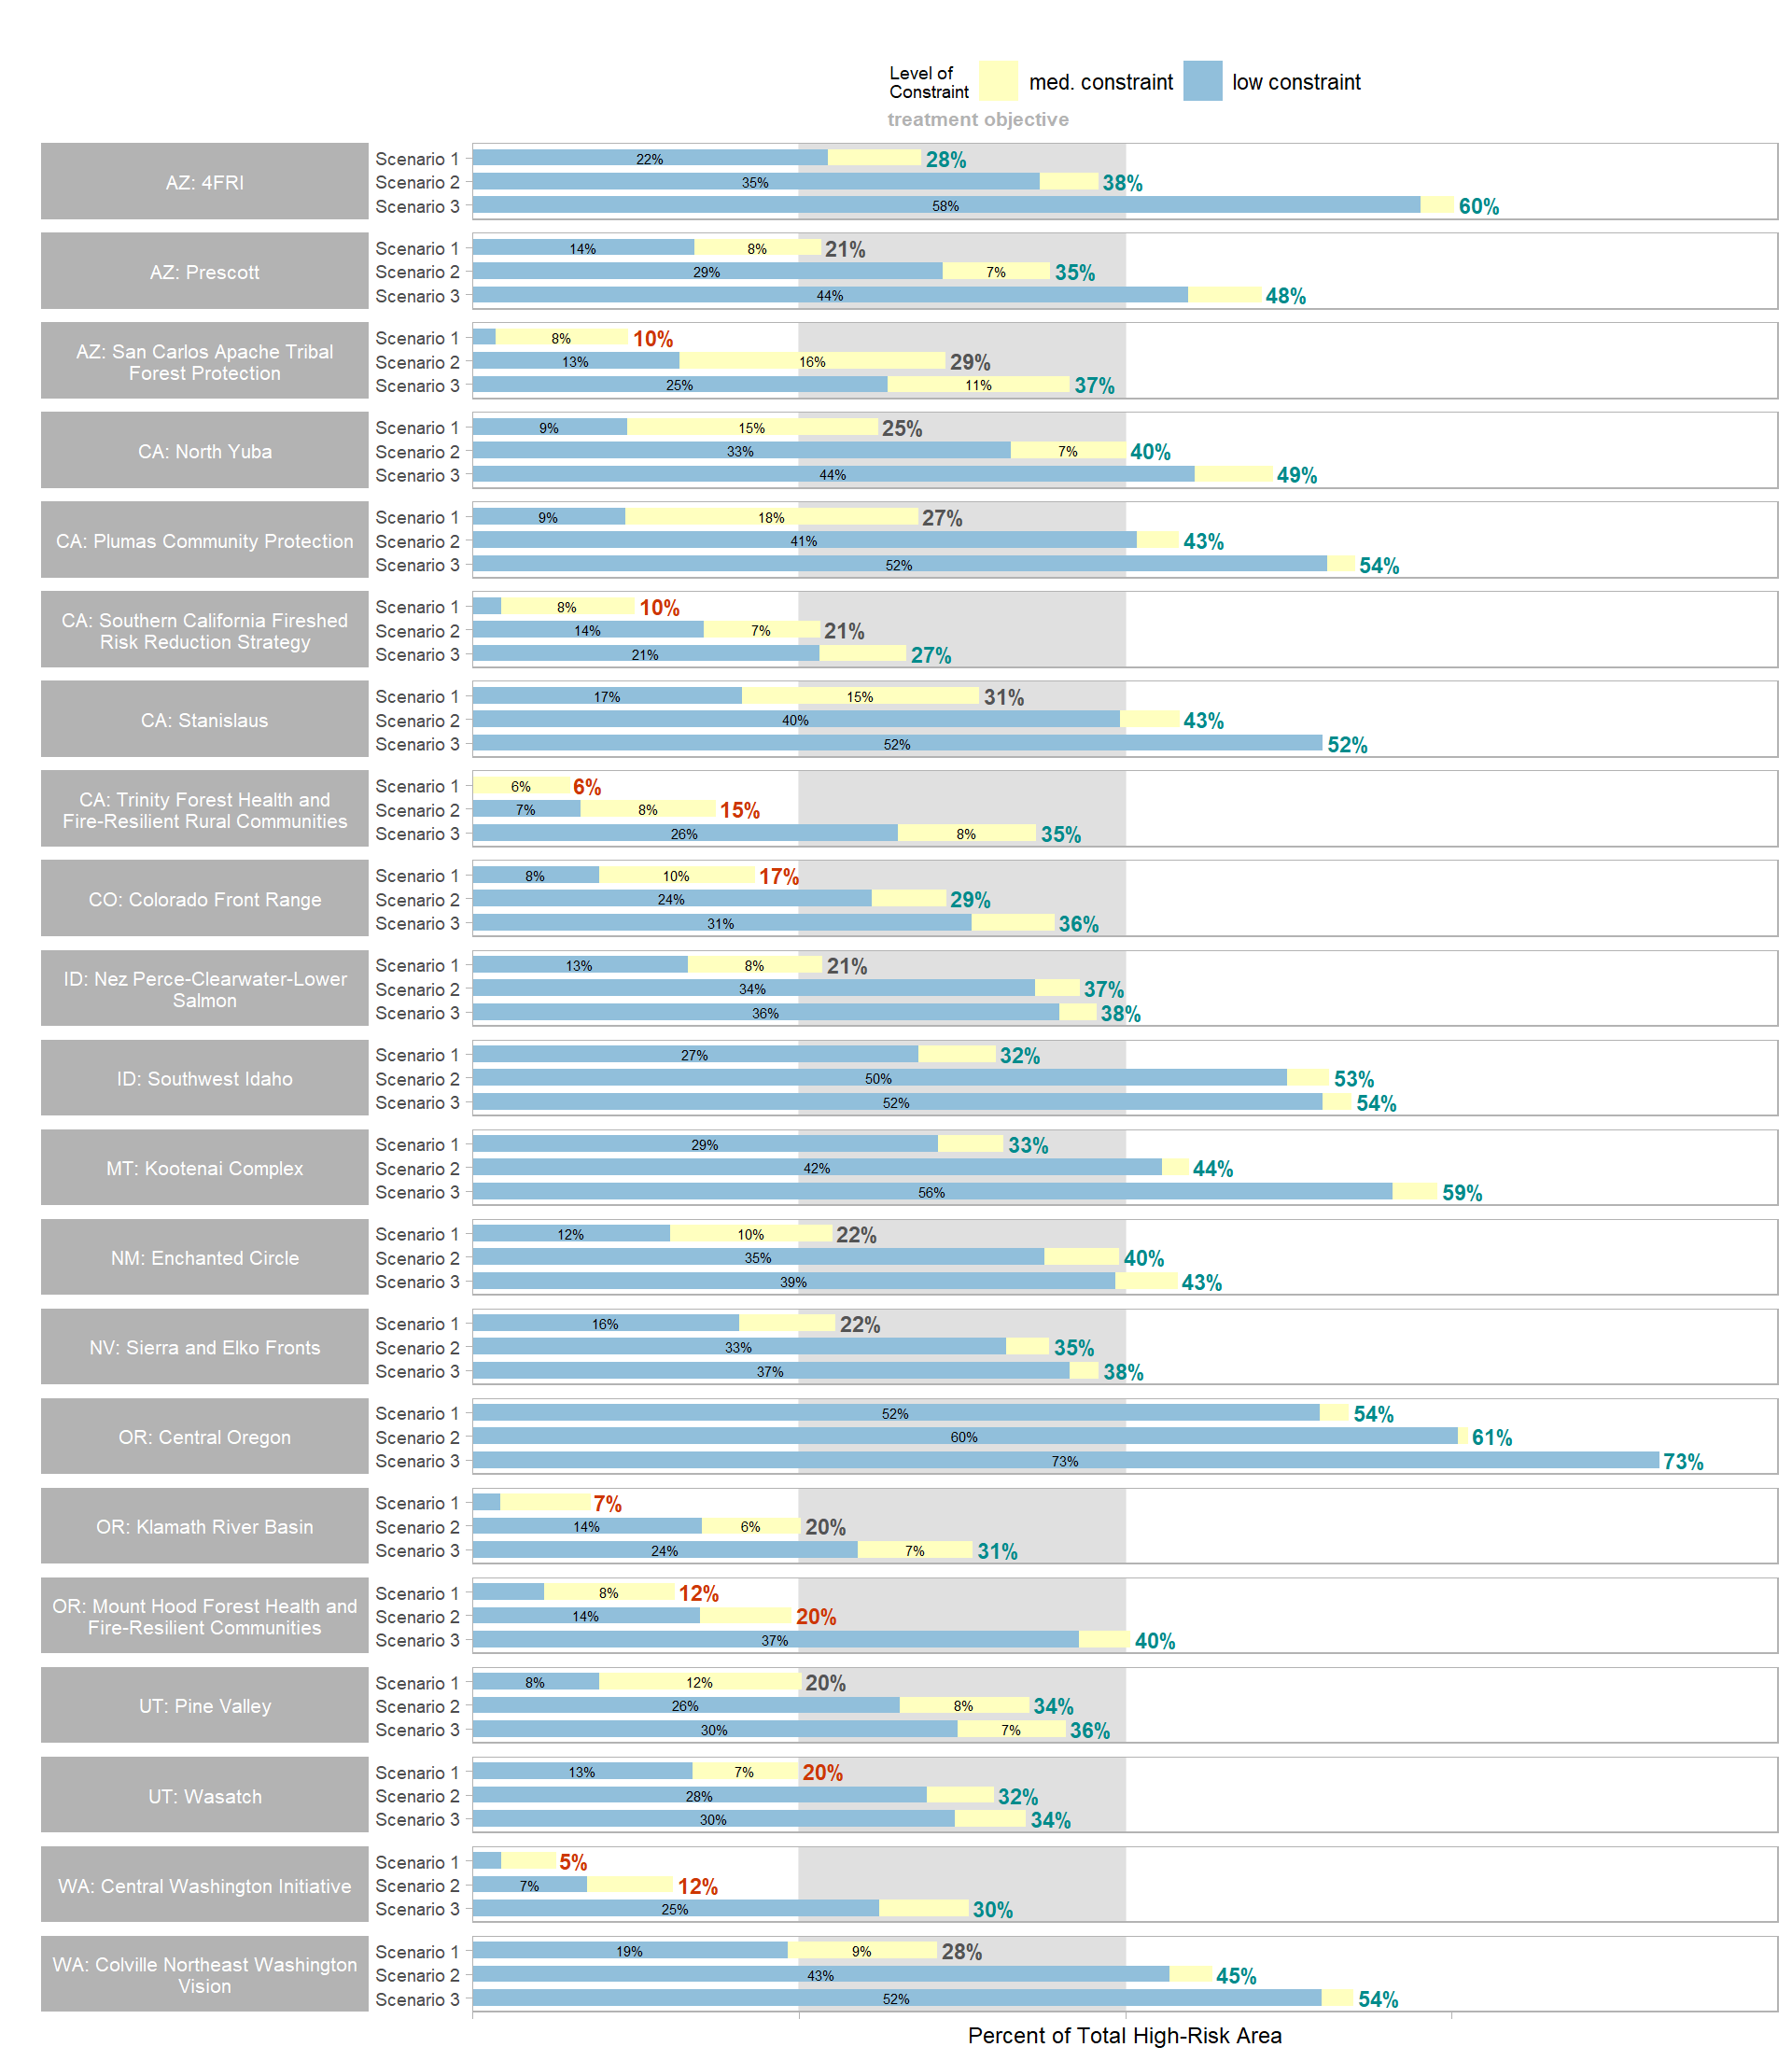 Level of
Constraint
med. constraint
low constraint
treatment objective
AZ: 4FRI
Scenario 1
22%
28%
Scenario 2
35%
38%
Scenario 3
58%
60%
AZ: Prescott
Scenario 1
14%
8%
21%
Scenario 2
29%
7%
35%
Scenario 3
44%
48%
AZ: San Carlos Apache Tribal
Forest Protection
Scenario 1
8%
10%
Scenario 2
13%
16%
29%
Scenario 3
25%
11%
37%
CA: North Yuba
Scenario 1
9%
15%
25%
Scenario 2
33%
7%
40%
Scenario 3
44%
49%
CA: Plumas Community Protection
Scenario 1
9%
18%
27%
Scenario 2
41%
43%
Scenario 3
52%
54%
CA: Southern California Fireshed
Risk Reduction Strategy
Scenario 1
8%
10%
Scenario 2
14%
7%
21%
Scenario 3
21%
27%
CA: Stanislaus
Scenario 1
17%
15%
31%
Scenario 2
40%
43%
Scenario 3
52%
52%
CA: Trinity Forest Health and
Fire-Resilient Rural Communities
Scenario 1
6%
6%
Scenario 2
7%
8%
15%
Scenario 3
26%
8%
35%
CO: Colorado Front Range
Scenario 1
8%
10%
17%
Scenario 2
24%
29%
Scenario 3
31%
36%
ID: Nez Perce-Clearwater-Lower
Salmon
Scenario 1
13%
8%
21%
Scenario 2
34%
37%
Scenario 3
36%
38%
ID: Southwest Idaho
Scenario 1
27%
32%
Scenario 2
50%
53%
Scenario 3
52%
54%
MT: Kootenai Complex
Scenario 1
29%
33%
Scenario 2
42%
44%
Scenario 3
56%
59%
NM: Enchanted Circle
Scenario 1
12%
10%
22%
Scenario 2
35%
40%
Scenario 3
39%
43%
NV: Sierra and Elko Fronts
Scenario 1
16%
22%
Scenario 2
33%
35%
Scenario 3
37%
38%
OR: Central Oregon
Scenario 1
52%
54%
Scenario 2
60%
61%
Scenario 3
73%
73%
OR: Klamath River Basin
Scenario 1
7%
Scenario 2
14%
6%
20%
Scenario 3
24%
7%
31%
OR: Mount Hood Forest Health and
Fire-Resilient Communities
Scenario 1
8%
12%
Scenario 2
14%
20%
Scenario 3
37%
40%
UT: Pine Valley
Scenario 1
8%
12%
20%
Scenario 2
26%
8%
34%
Scenario 3
30%
7%
36%
UT: Wasatch
Scenario 1
13%
7%
20%
Scenario 2
28%
32%
Scenario 3
30%
34%
WA: Central Washington Initiative
Scenario 1
5%
Scenario 2
7%
12%
Scenario 3
25%
30%
WA: Colville Northeast Washington
Vision
Scenario 1
19%
9%
28%
Scenario 2
43%
45%
Scenario 3
52%
54%
Percent of Total High-Risk Area